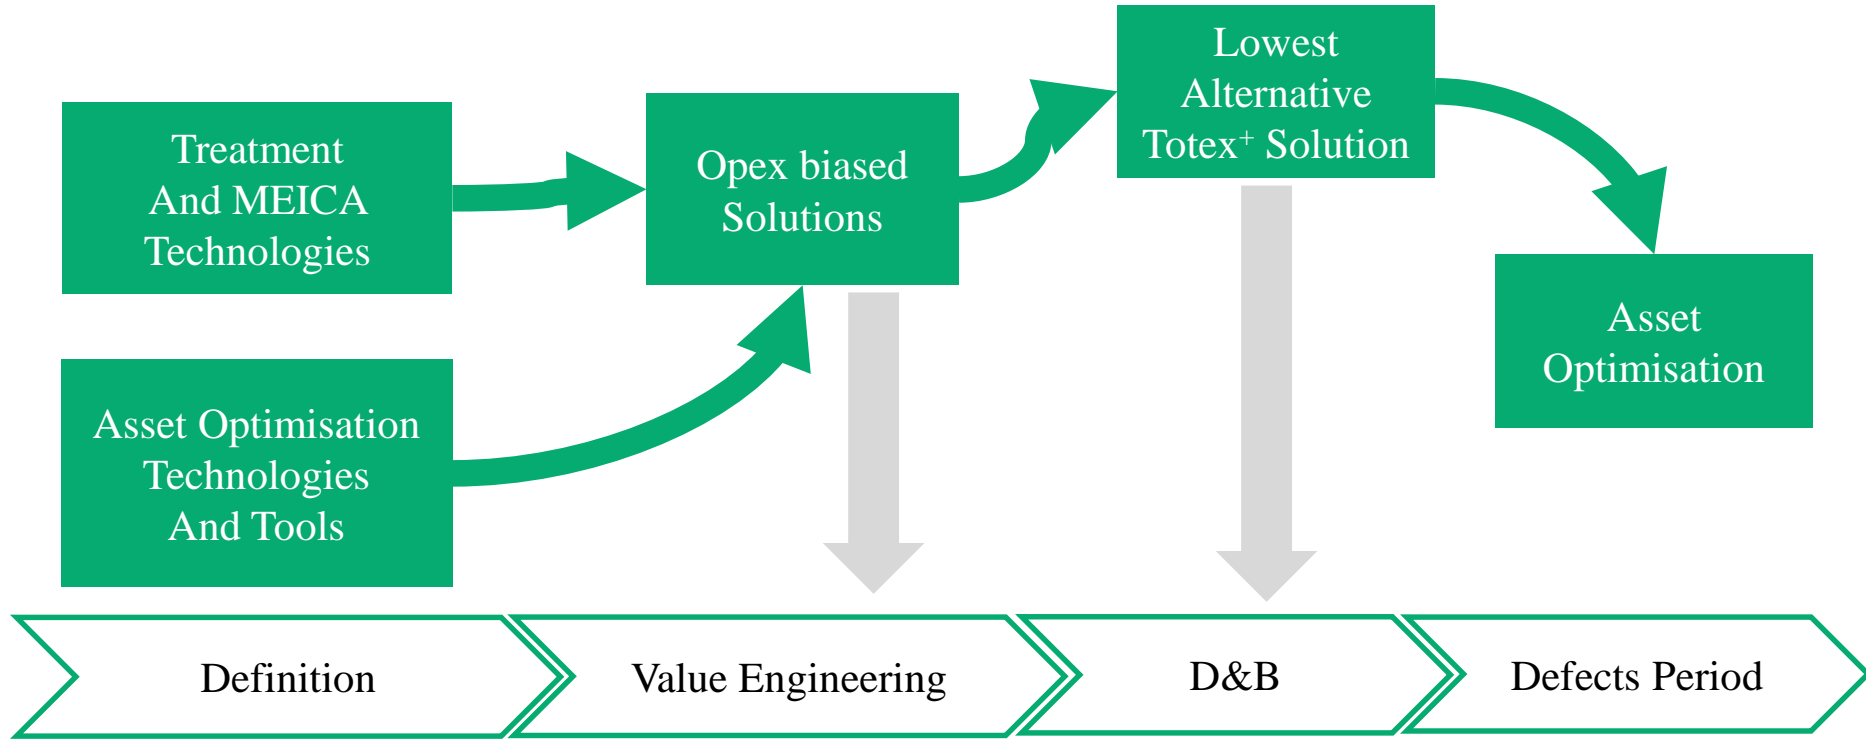 Treatment
And MEICA
Technologies
Asset Optimisation
Technologies
And Tools
Opex biased
Solutions
Lowest
Alternative
Totex⁺ Solution
Asset
Optimisation
Definition
Value Engineering
D&B
Defects Period